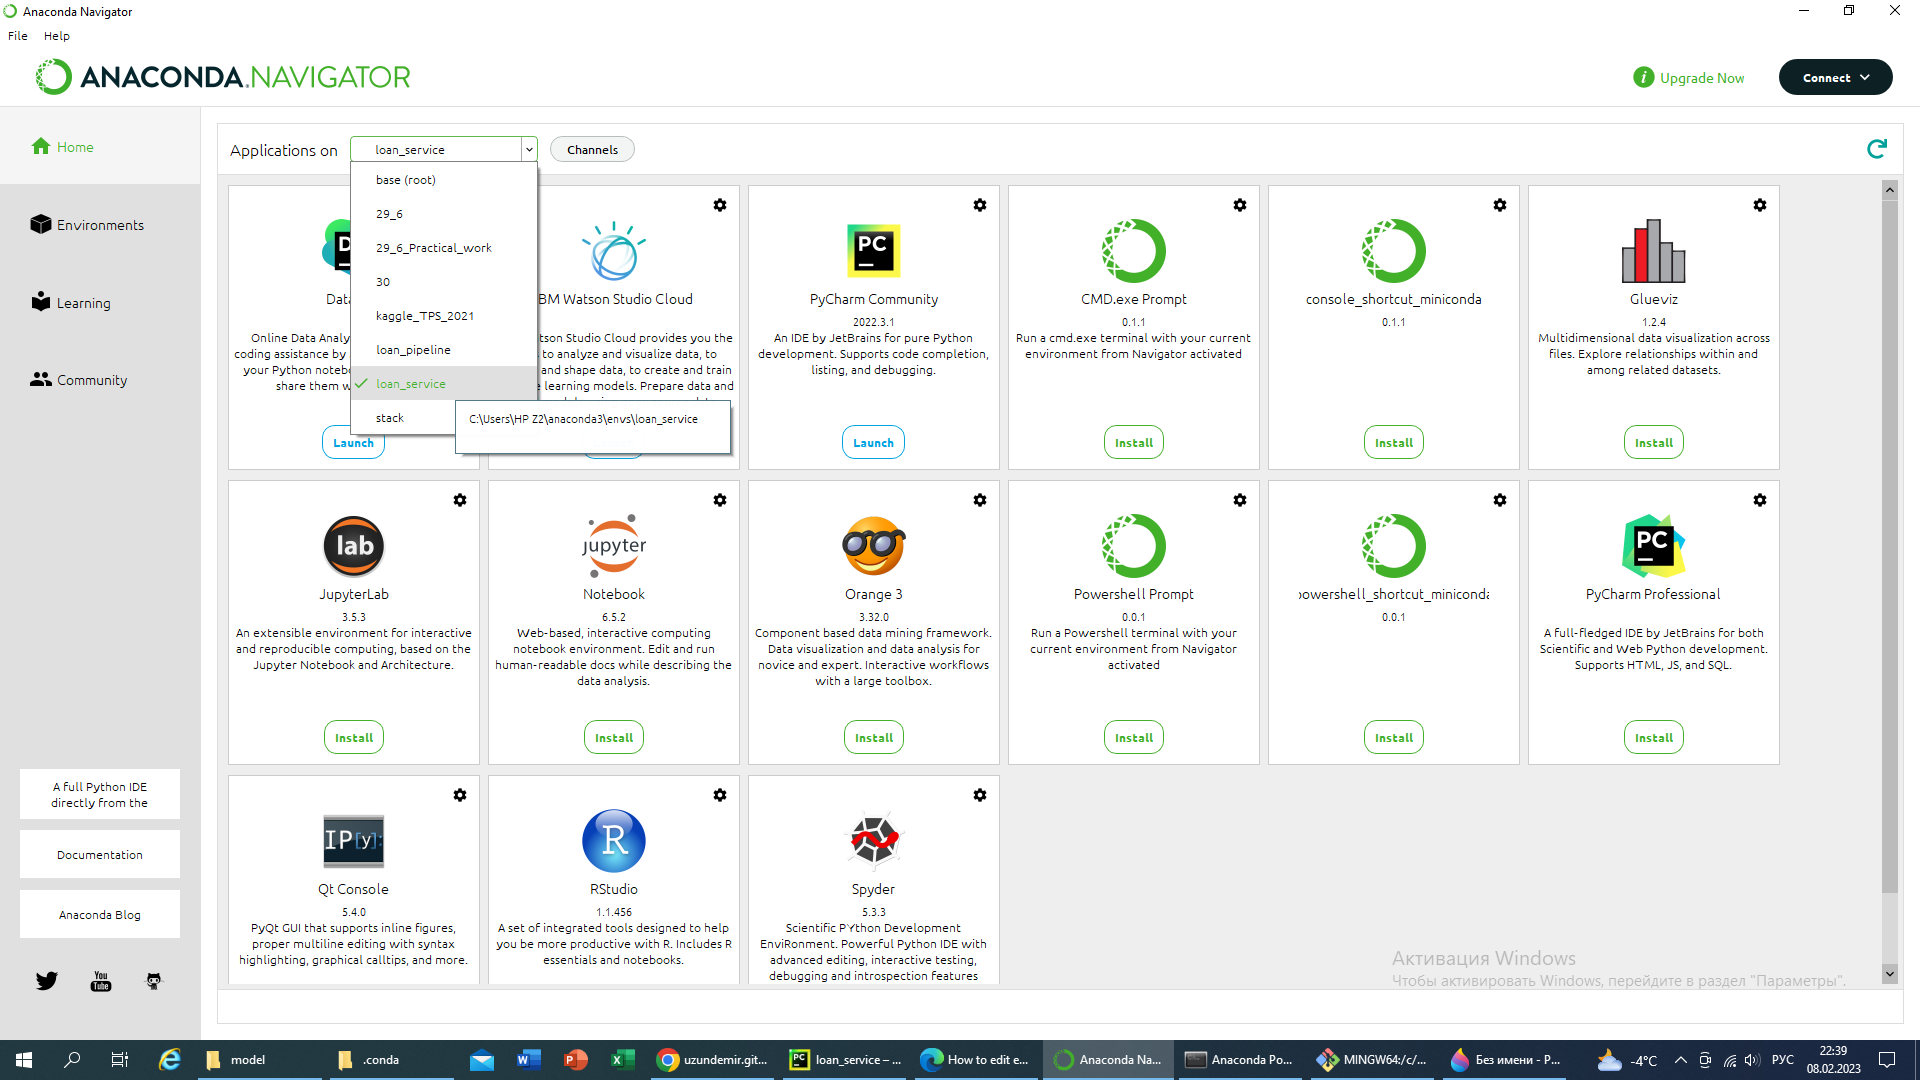 Anaconda Navigator
File Help
ANACONDA.NAVIGATOR
Upgrade Now
Connect
Home
Environments
Learning
Community
A full Python IDE
directly from the
Documentation
Anaconda Blog
You
Tube
Applications on
loan_service
Channels
base (root)
29_6
29_6_Practical_work
30
kaggle_TPS_2021
loan_pipeline
loan_service
stack
C:\Users\HP Z2\anaconda3\envs\loan_service
D
Data
Online Data Analy
coding assistance by
your Python noteb
share them w
Launch
BM Watson Studio Cloud
tson Studio Cloud provides you the
to analyze and visualize data, to
and shape data, to create and train
learning models. Prepare data and
PC
PyCharm Community
2022.3.1
An IDE by JetBrains for pure Python
development. Supports code completion,
listing, and debugging.
Launch
CMD.exe Prompt
0.1.1
Run a cmd.exe terminal with your current
environment from Navigator activated
Install
console_shortcut_miniconda
0.1.1
Install
Glueviz
1.2.4
Multidimensional data visualization across
files. Explore relationships within and
among related datasets.
Install
lab
JupyterLab
3.5.3
An extensible environment for interactive
and reproducible computing, based on the
Jupyter Notebook and Architecture.
Install
jupyter
Notebook
6.5.2
Web-based, interactive computing
notebook environment. Edit and run
human-readable docs while describing the
data analysis.
Install
Orange 3
3.32.0
Component based data mining framework.
Data visualization and data analysis for
novice and expert. Interactive workflows
with a large toolbox.
Install
Powershell Prompt
0.0.1
Run a Powershell terminal with your
current environment from Navigator
activated
Install
powershell_shortcut_miniconda
0.0.1
Install
PC
PyCharm Professional
A full-fledged IDE by JetBrains for both
Scientific and Web Python development.
Supports HTML, JS, and SQL.
Install
IP[y]:
Qt Console
5.4.0
PyQt GUI that supports inline figures,
proper multiline editing with syntax
highlighting, graphical calltips, and more.
R
RStudio
1.1.456
A set of integrated tools designed to help
you be more productive with R. Includes R
essentials and notebooks.
Spyder
5.3.3
Scientific PYthon Development
EnviRonment. Powerful Python IDE with
advanced editing, interactive testing,
debugging and introspection features
Активация Windows
Чтобы активировать Windows, перейдите в раздел "Параметры".
model
.conda
uzundemir.git...
loan_service – ...
How to edit e...
Anaconda Na...
Anaconda Po...
MINGW64:/c/...
Без имени - P...
-4°C
РУС
22:39
08.02.2023